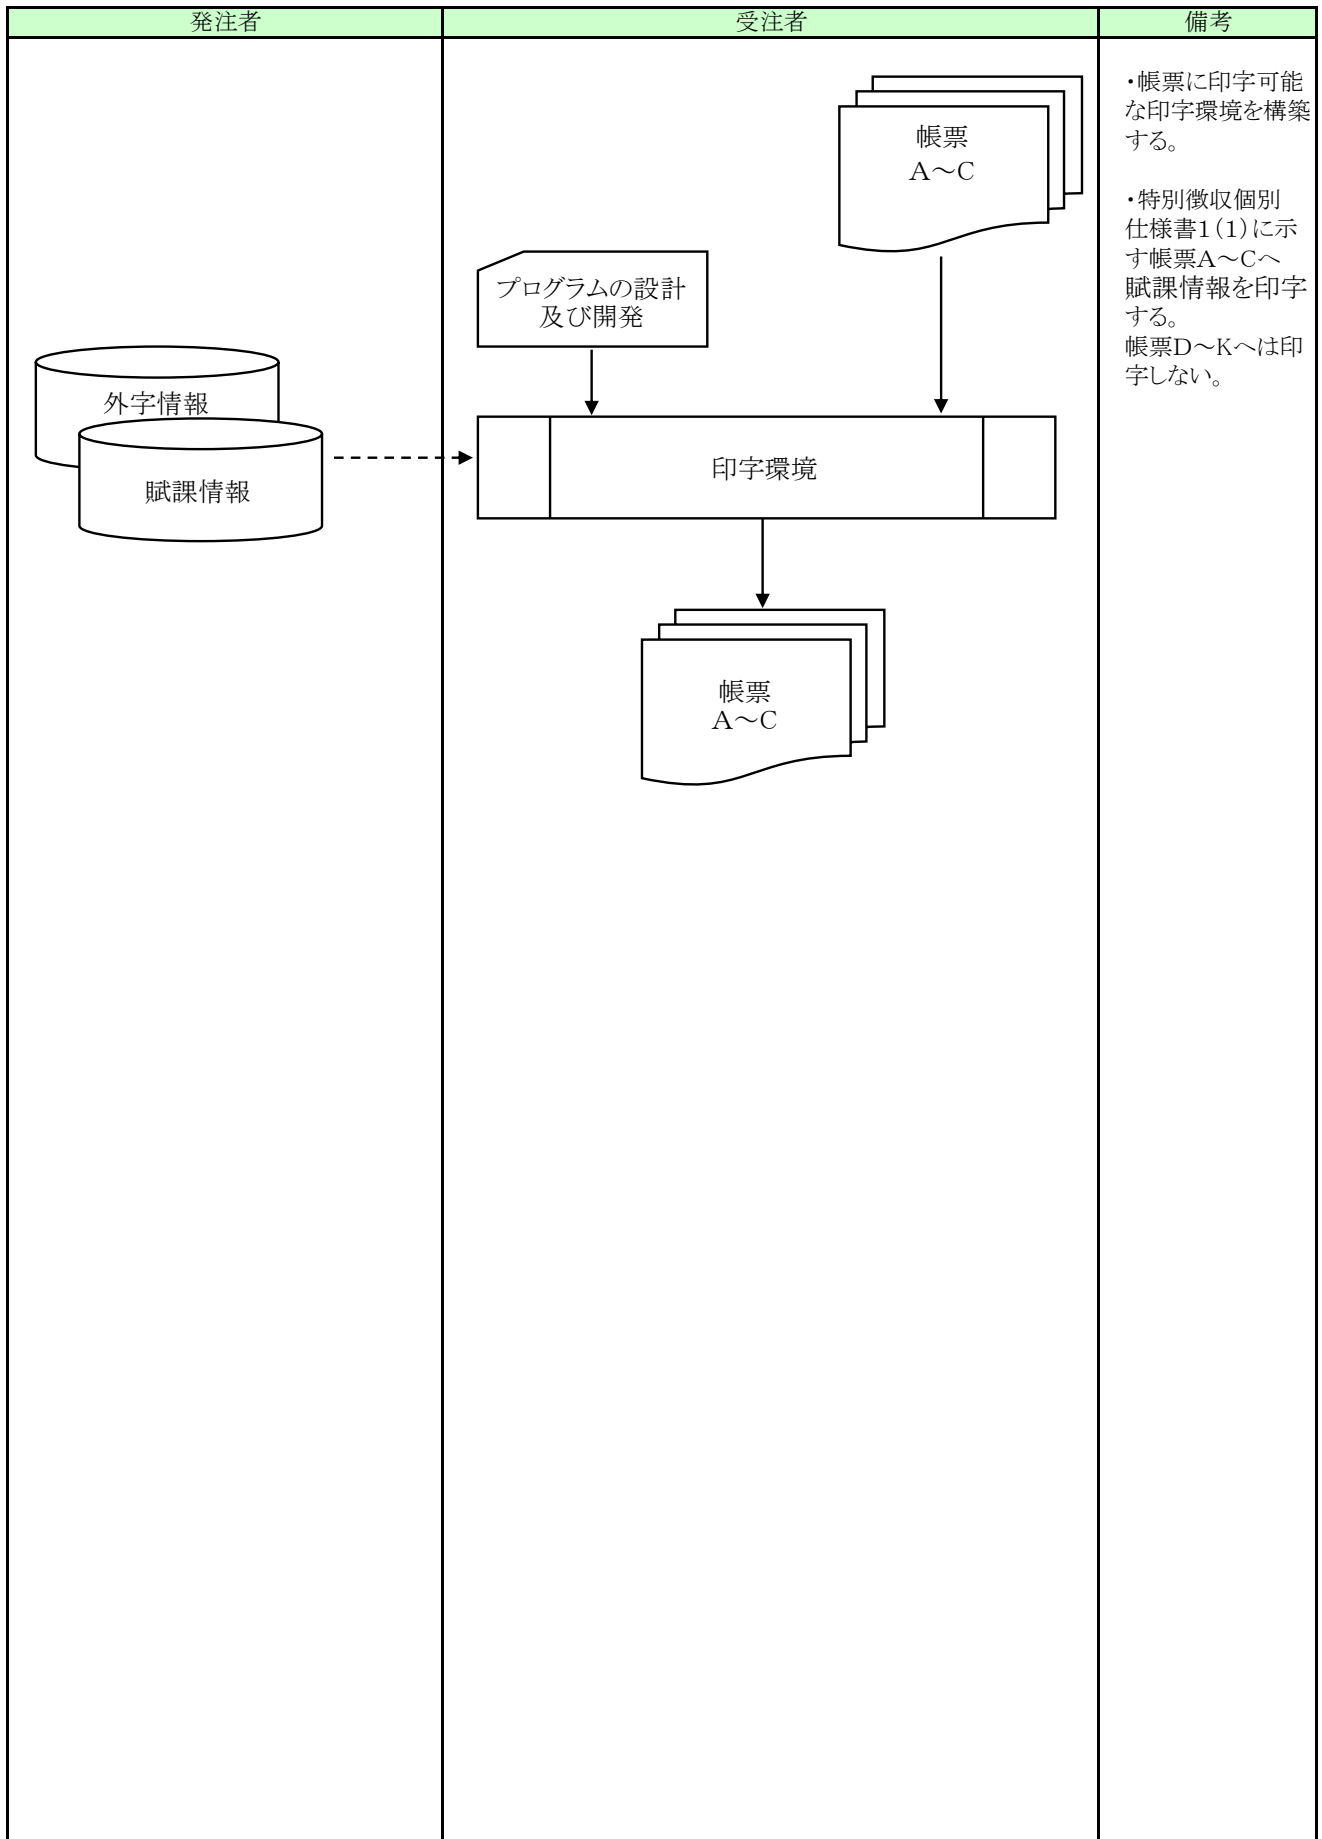 発注者
受注者
備考
・帳票に印字可能
な印字環境を構築
する。
・特別徴収個別
仕様書1(1)に示
す帳票A～Cへ
賦課情報を印字
する。
帳票D～Kへは印
字しない。
帳票
A～C
プログラムの設計
及び開発
外字情報
賦課情報
印字環境
帳票
A～C